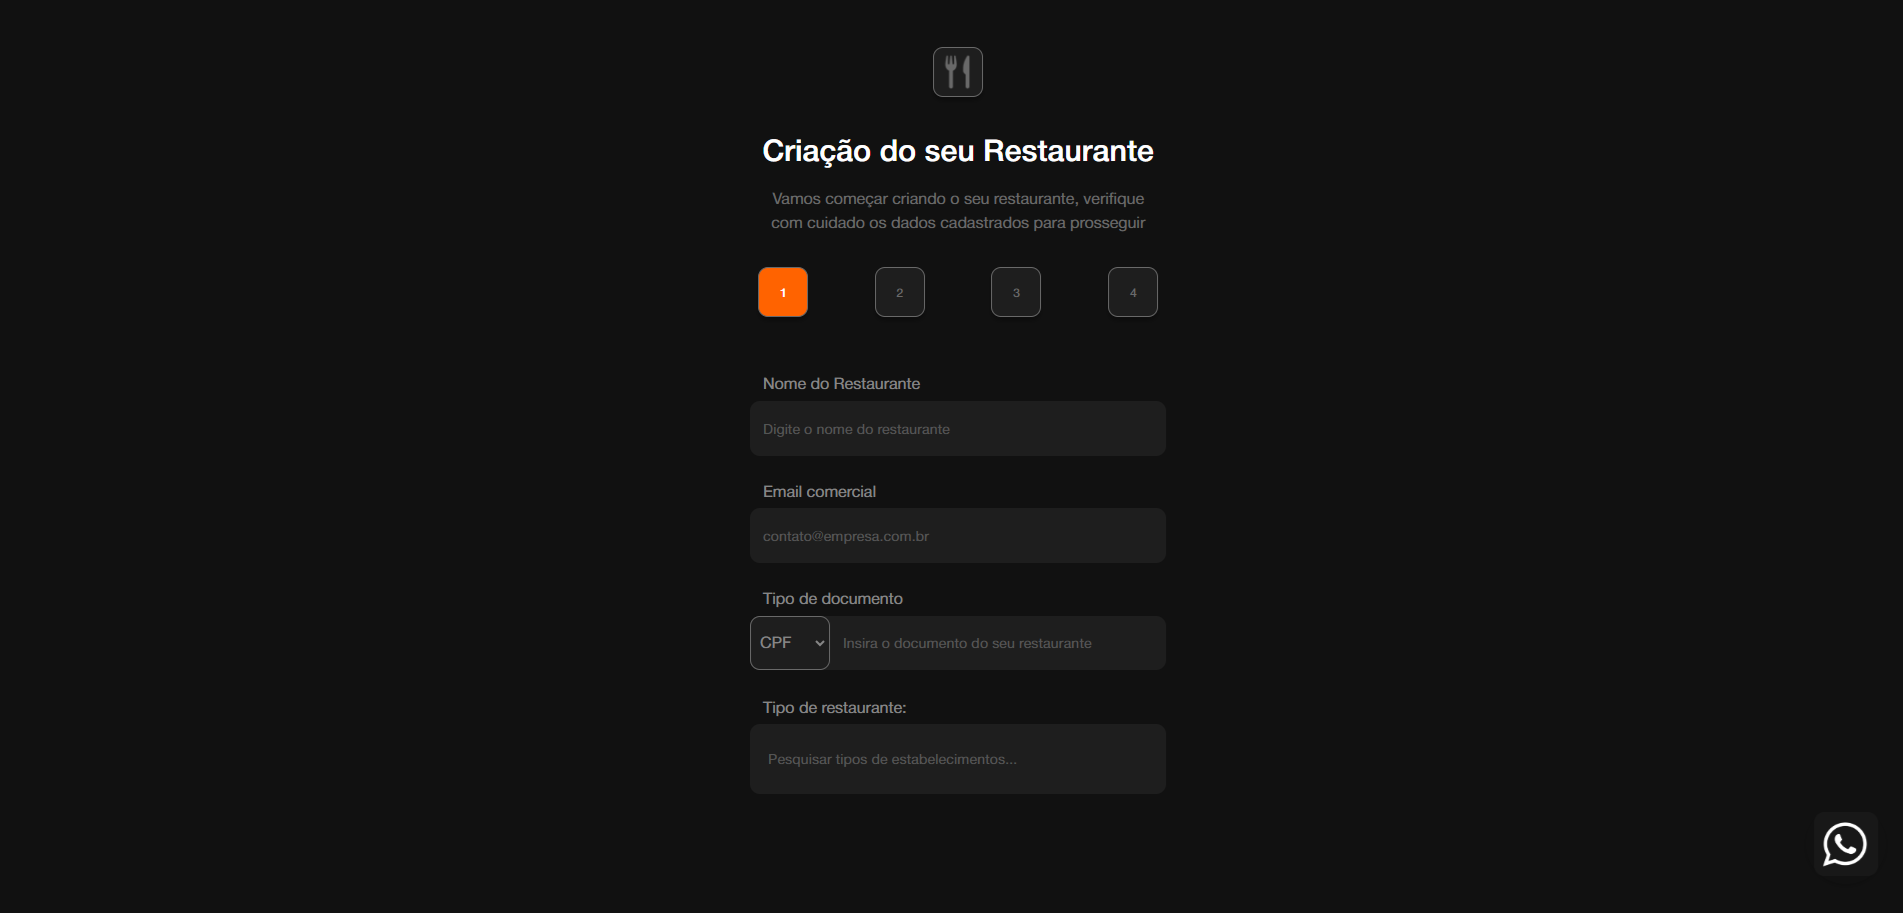 Criação do seu Restaurante
Vamos começar criando o seu restaurante, verifique
com cuidado os dados cadastrados para prosseguir
1 2 3 4
Nome do Restaurante
Digite o nome do restaurante
Email comercial
contato@empresa.com.br
Tipo de documento
CPF Insira o documento do seu restaurante
Tipo de restaurante:
Pesquisar tipos de estabelecimentos...